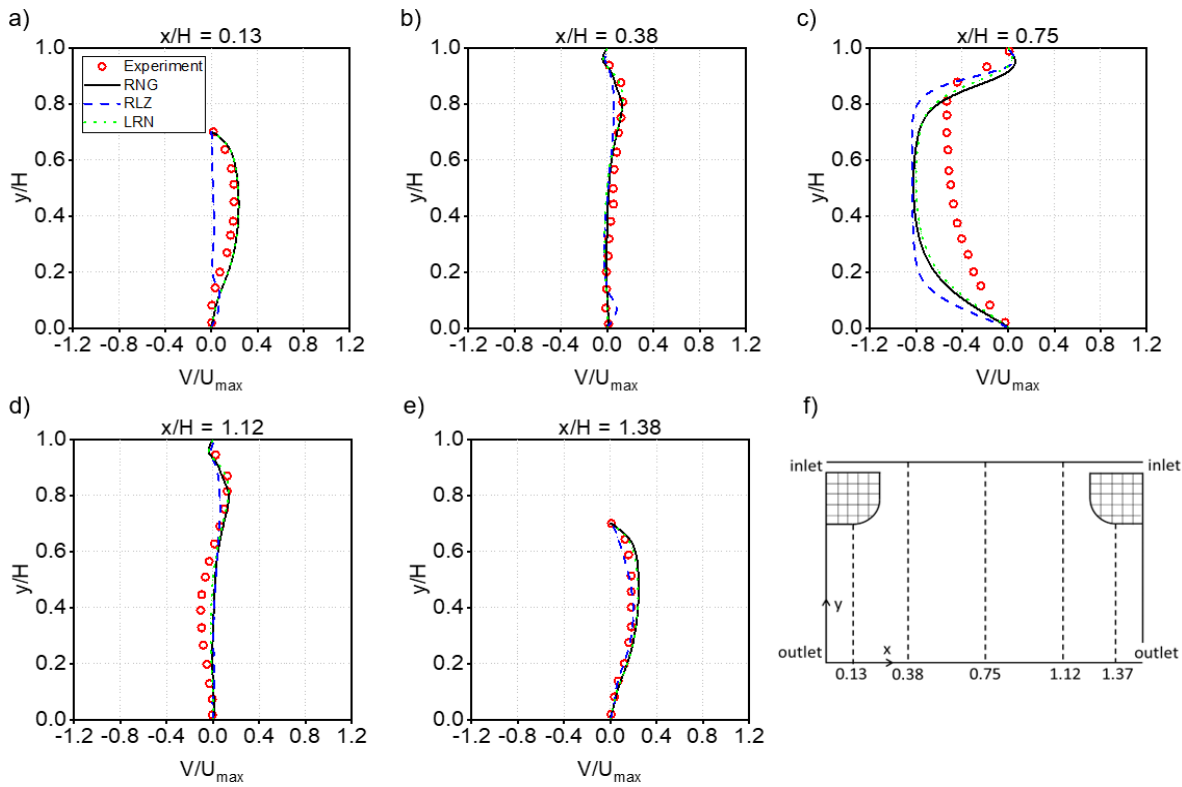 a)
x/H = 0.13
1.0
0.8
0.6
0.4
0.2
0.0
y/H
Experiment
RNG
RLZ
LRN
-1.2 -0.8 -0.4 0.0 0.4 0.8 1.2
V/Umax
b)
x/H = 0.38
1.0
0.8
0.6
0.4
0.2
0.0
y/H
-1.2 -0.8 -0.4 0.0 0.4 0.8 1.2
V/Umax
c)
x/H = 0.75
1.0
0.8
0.6
0.4
0.2
0.0
y/H
-1.2 -0.8 -0.4 0.0 0.4 0.8 1.2
V/Umax
d)
x/H = 1.12
1.0
0.8
0.6
0.4
0.2
0.0
y/H
-1.2 -0.8 -0.4 0.0 0.4 0.8 1.2
V/Umax
e)
x/H = 1.38
1.0
0.8
0.6
0.4
0.2
0.0
y/H
-1.2 -0.8 -0.4 0.0 0.4 0.8 1.2
V/Umax
f)
inlet inlet
y
outlet x outlet
0.13 0.38 0.75 1.12 1.37